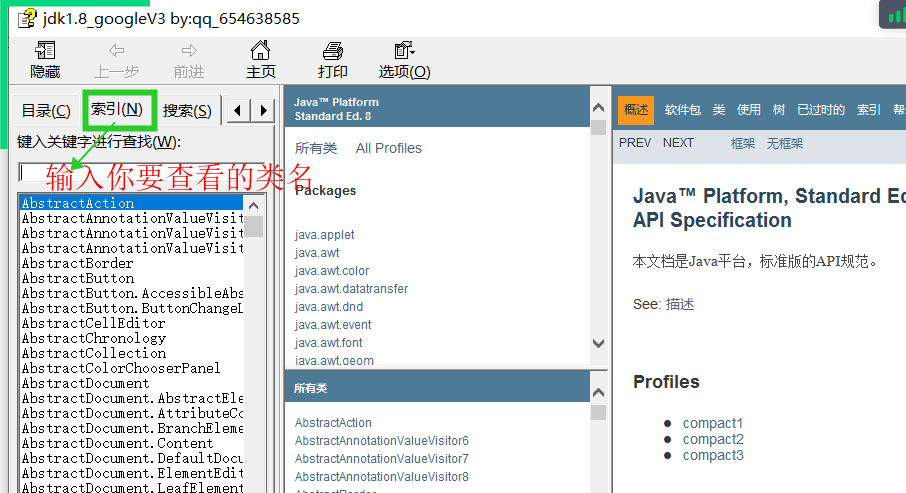 jdk1.8_googleV3 by:qq_654638585
隐藏 上一步 前进 主页 打印 选项(O)
目录(C) 索引(N) 搜索(S)
键入关键字进行查找(W):
输入你要查看的类名
AbstractAction
AbstractAnnotationValueVisit
AbstractAnnotationValueVisit
AbstractAnnotationValueVisit
AbstractBorder
AbstractButton
AbstractButton.AccessibleAbs
AbstractButton.ButtonChangeL
AbstractCellEditor
AbstractChronology
AbstractCollection
AbstractColorChooserPanel
AbstractDocument
AbstractDocument.AbstractEle
AbstractDocument.AttributeCo
AbstractDocument.BranchEleme
AbstractDocument.Content
AbstractDocument.DefaultDocu
AbstractDocument.ElementEdit
AbstractDocument.LeafElement
Java™ Platform
Standard Ed. 8
所有类 All Profiles
Packages
java.applet
java.awt
java.awt.color
java.awt.datatransfer
java.awt.dnd
java.awt.event
java.awt.font
java.awt.geom
所有类
AbstractAction
AbstractAnnotationValueVisitor6
AbstractAnnotationValueVisitor7
AbstractAnnotationValueVisitor8
AbstractBorder
概述 软件包 类 使用 树 已过时的 索引 帮
PREV NEXT 框架 无框架
Java™ Platform, Standard Ed
API Specification
本文档是Java平台，标准版的API规范。
See: 描述
Profiles
compact1
compact2
compact3